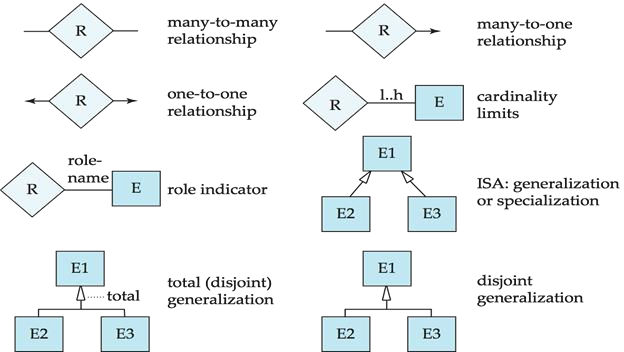 R
many-to-many
relationship
R
many-to-one
relationship
R
one-to-one
relationship
R
l..h
E
cardinality
limits
R
role-
name
E
role indicator
E1
E2
E3
ISA: generalization
or specialization
E1
total
E2
E3
total (disjoint)
generalization
E1
E2
E3
disjoint
generalization